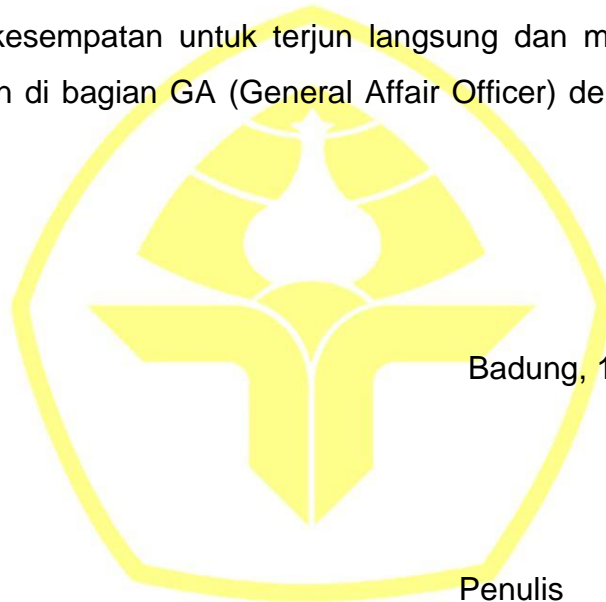 kesempatan untuk terjun langsung dan m
n di bagian GA (General Affair Officer) de
Badung, 1
Penulis